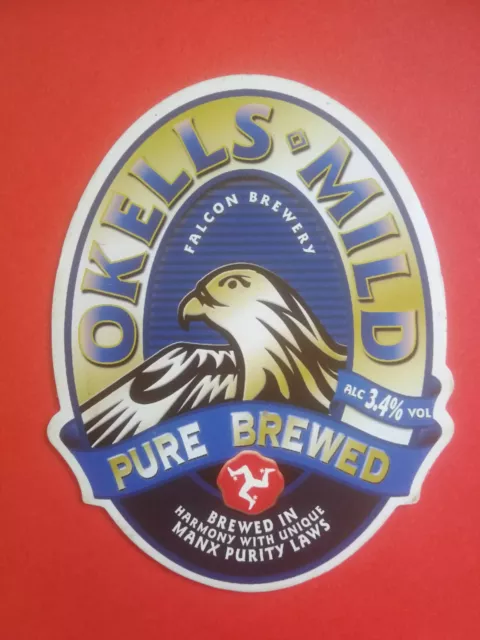 OKELLS · MILD
FALCON BREWERY
ALC 3.4% VOL
PURE BREWED
BREWED IN
HARMONY WITH UNIQUE
MANX PURITY LAWS